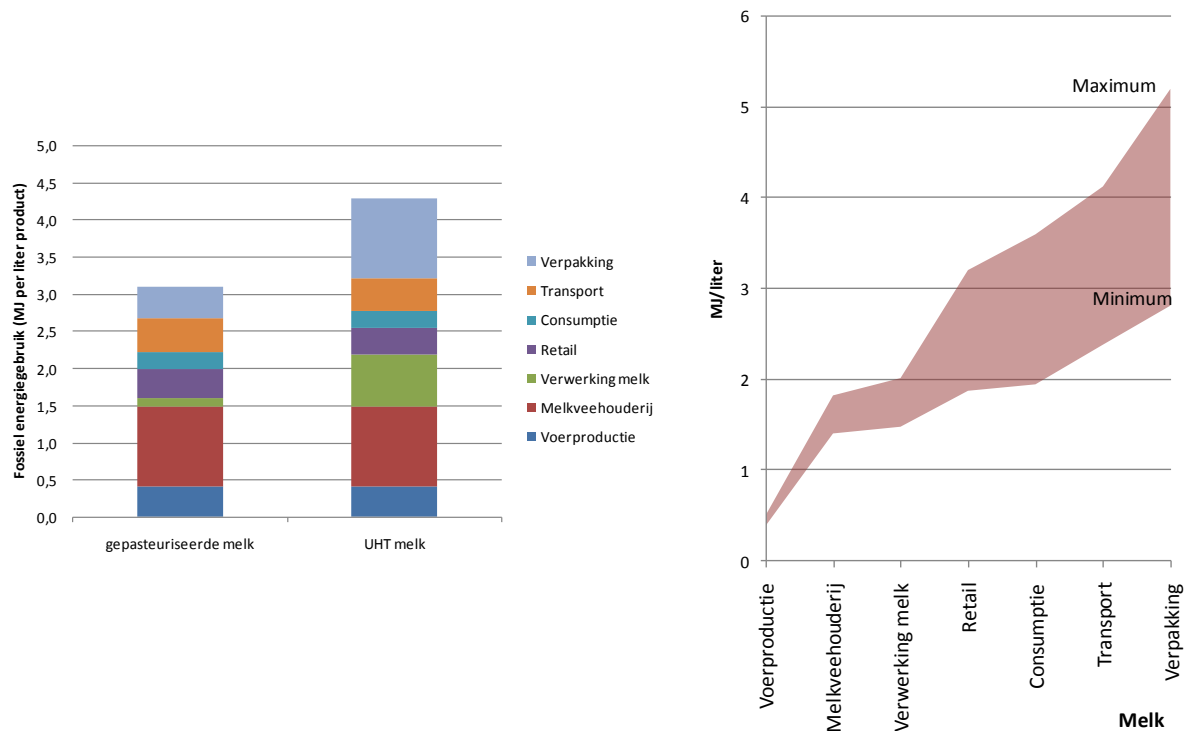 Fossiel energiegebruik (MJ per liter product)
5,0
4,5
4,0
3,5
3,0
2,5
2,0
1,5
1,0
0,5
0,0
gepasteuriseerde melk
UHT melk
Verpakking
Transport
Consumptie
Retail
Verwerking melk
Melkveehouderij
Voerproductie
MJ/liter
6
5
4
3
2
1
0
Maximum
Minimum
Voerproductie
Melkveehouderij
Verwerking melk
Retail
Consumptie
Transport
Verpakking
Melk